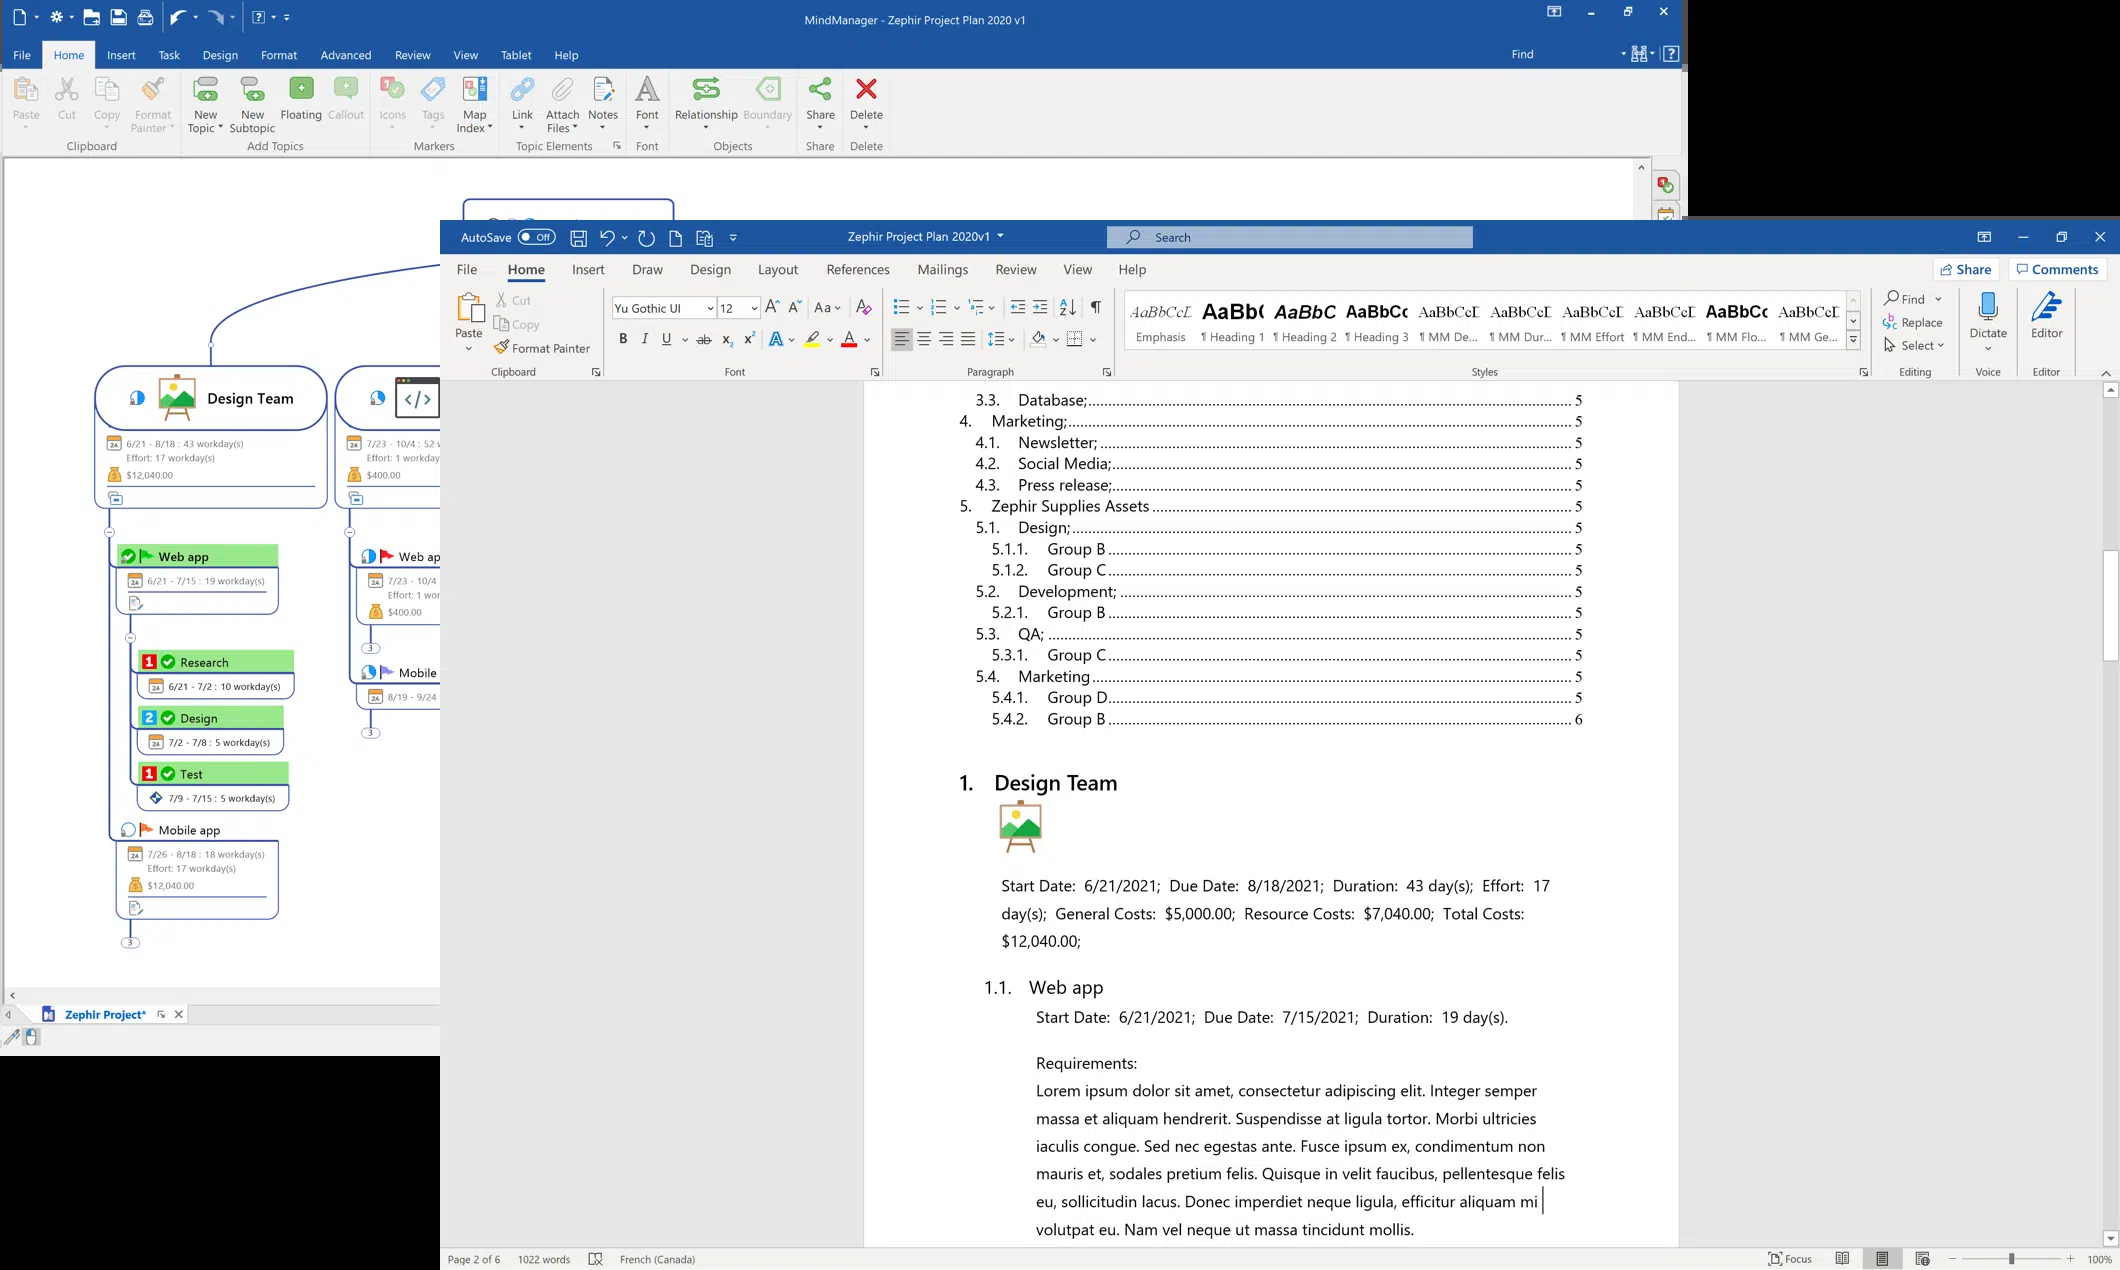 MindManager - Zephir Project Plan 2020 v1
File Home Insert Task Design Format Advanced Review View Tablet Help Find
Paste Cut Copy Format Painter New Topic New Subtopic Floating Callout Icons Tags Map Index Link Attach Files Notes Font Relationship Boundary Share Delete
Clipboard Add Topics Markers Topic Elements Font Objects Share Delete
Design Team
24 6/21 - 8/18 : 43 workday(s)
Effort: 17 workday(s)
$12,040.00
Web app
24 6/21 - 7/15 : 19 workday(s)
1 Research
24 6/21 - 7/2 : 10 workday(s)
2 Design
24 7/2 - 7/8 : 5 workday(s)
1 Test
7/9 - 7/15 : 5 workday(s)
Mobile app
24 7/26 - 8/18 : 18 workday(s)
Effort: 17 workday(s)
$12,040.00
3
</>
24 7/23 - 10/4 : 52 w
Effort: 1 workday
$400.00
Web ap
24 7/23 - 10/4
Effort: 1 wor
$400.00
3
Mobile
24 8/19 - 9/24
3
Zephir Project*
AutoSave Off Zephir Project Plan 2020v1 Search
File Home Insert Draw Design Layout References Mailings Review View Help Share Comments
Paste Cut Copy Format Painter
Yu Gothic UI 12 Aa
B I U ab x2 x2 A A
AaBbCcL AaBb( AaBbC AaBbCc AaBbCcI AaBbCcI AaBbCcI AaBbCcI AaBbCc AaBbCcI
Emphasis ¶ Heading 1 ¶ Heading 2 ¶ Heading 3 ¶ MM De... ¶ MM Dur... ¶ MM Effort ¶ MM End... ¶ MM Flo... ¶ MM Ge...
Find Replace Select Dictate Editor
Clipboard Font Paragraph Styles Editing Voice Editor
3.3. Database; 5
4. Marketing; 5
4.1. Newsletter; 5
4.2. Social Media; 5
4.3. Press release; 5
5. Zephir Supplies Assets 5
5.1. Design; 5
5.1.1. Group B 5
5.1.2. Group C 5
5.2. Development; 5
5.2.1. Group B 5
5.3. QA; 5
5.3.1. Group C 5
5.4. Marketing 5
5.4.1. Group D 5
5.4.2. Group B 6
1. Design Team
Start Date: 6/21/2021; Due Date: 8/18/2021; Duration: 43 day(s); Effort: 17
day(s); General Costs: $5,000.00; Resource Costs: $7,040.00; Total Costs:
$12,040.00;
1.1. Web app
Start Date: 6/21/2021; Due Date: 7/15/2021; Duration: 19 day(s).
Requirements:
Lorem ipsum dolor sit amet, consectetur adipiscing elit. Integer semper
massa et aliquam hendrerit. Suspendisse at ligula tortor. Morbi ultricies
iaculis congue. Sed nec egestas ante. Fusce ipsum ex, condimentum non
mauris et, sodales pretium felis. Quisque in velit faucibus, pellentesque felis
eu, sollicitudin lacus. Donec imperdiet neque ligula, efficitur aliquam mi
volutpat eu. Nam vel neque ut massa tincidunt mollis.
Page 2 of 6 1022 words French (Canada) Focus 100%